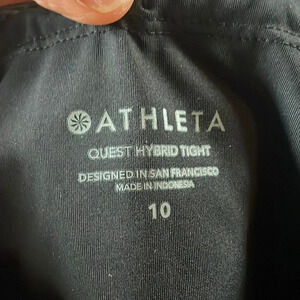 ATHLETA
QUEST HYBRID TIGHT
DESIGNED IN SAN FRANCISCO
MADE IN INDONESIA
10